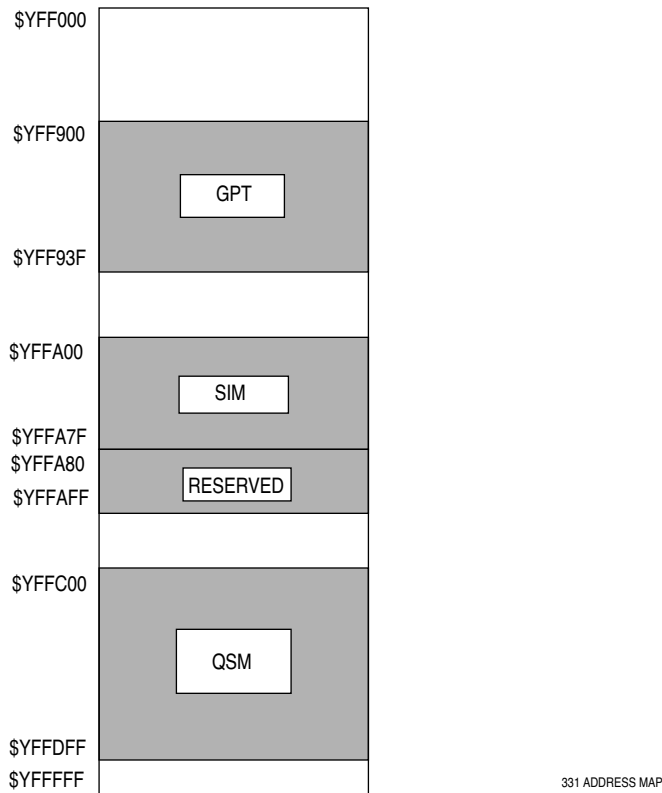 $YFF000
$YFF900
GPT
$YFF93F
$YFFA00
SIM
$YFFA7F
$YFFA80
RESERVED
$YFFAFF
$YFFC00
QSM
$YFFDFF
$YFFFFF
331 ADDRESS MAP